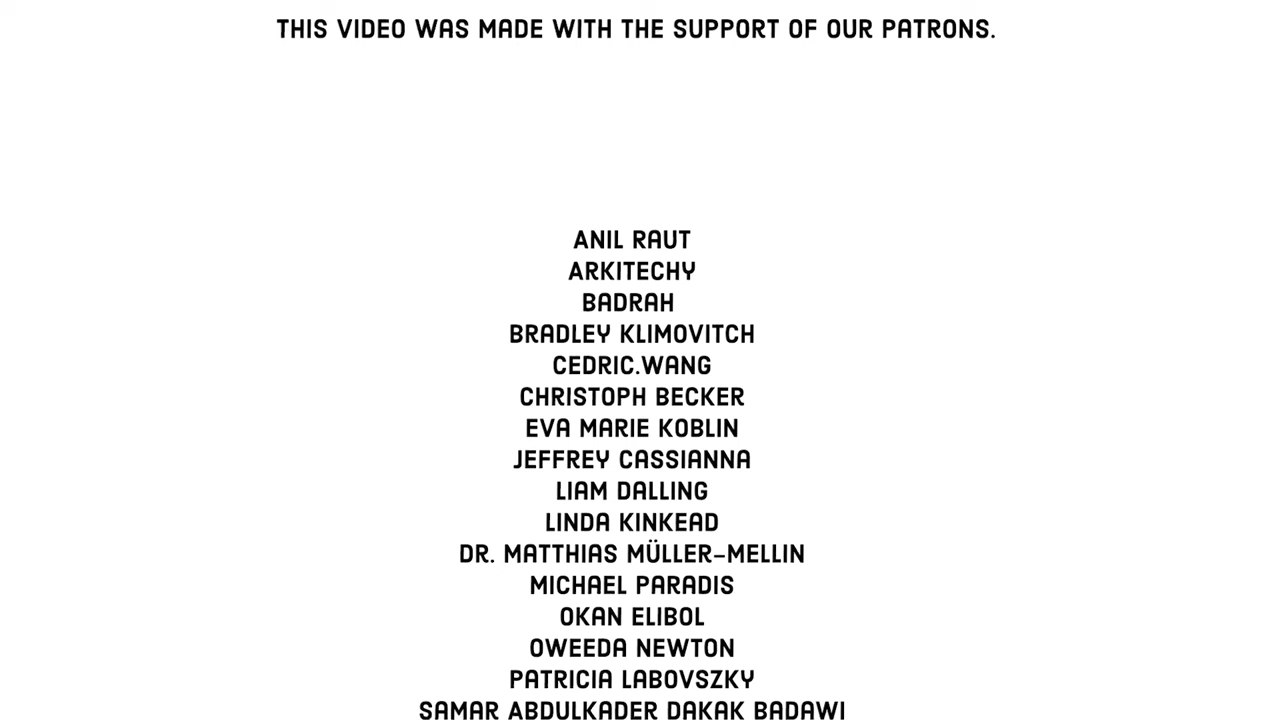 THIS VIDEO WAS MADE WITH THE SUPPORT OF OUR PATRONS.
ANIL RAUT
ARKITECHY
BADRAH
BRADLEY KLIMOVITCH
CEDRIC.WANG
CHRISTOPH BECKER
EVA MARIE KOBLIN
JEFFREY CASSIANNA
LIAM DALLING
LINDA KINKEAD
DR. MATTHIAS MÜLLER-MELLIN
MICHAEL PARADIS
OKAN ELIBOL
OWEEDA NEWTON
PATRICIA LABOVSZKY
SAMAR ABDULKADER DAKAK BADAWI